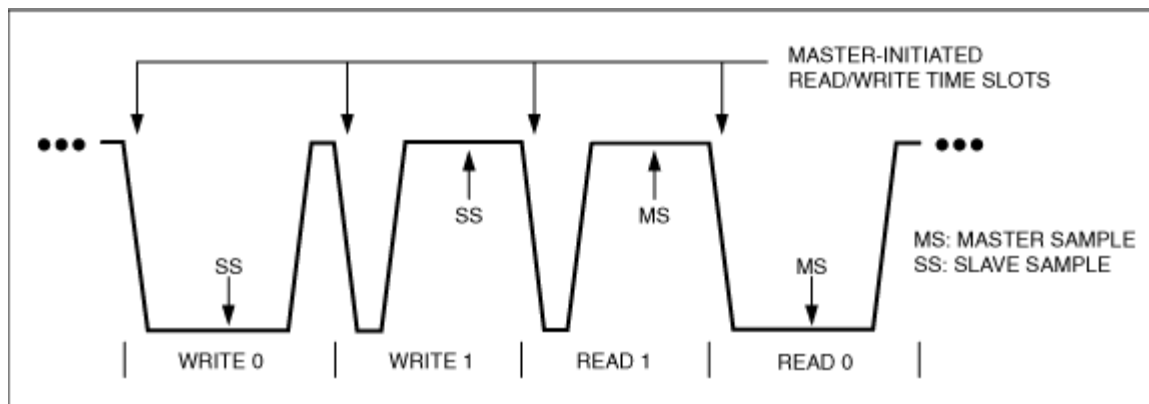 MASTER-INITIATED
READ/WRITE TIME SLOTS
SS
MS
SS
MS
MS: MASTER SAMPLE
SS: SLAVE SAMPLE
WRITE 0
WRITE 1
READ 1
READ 0